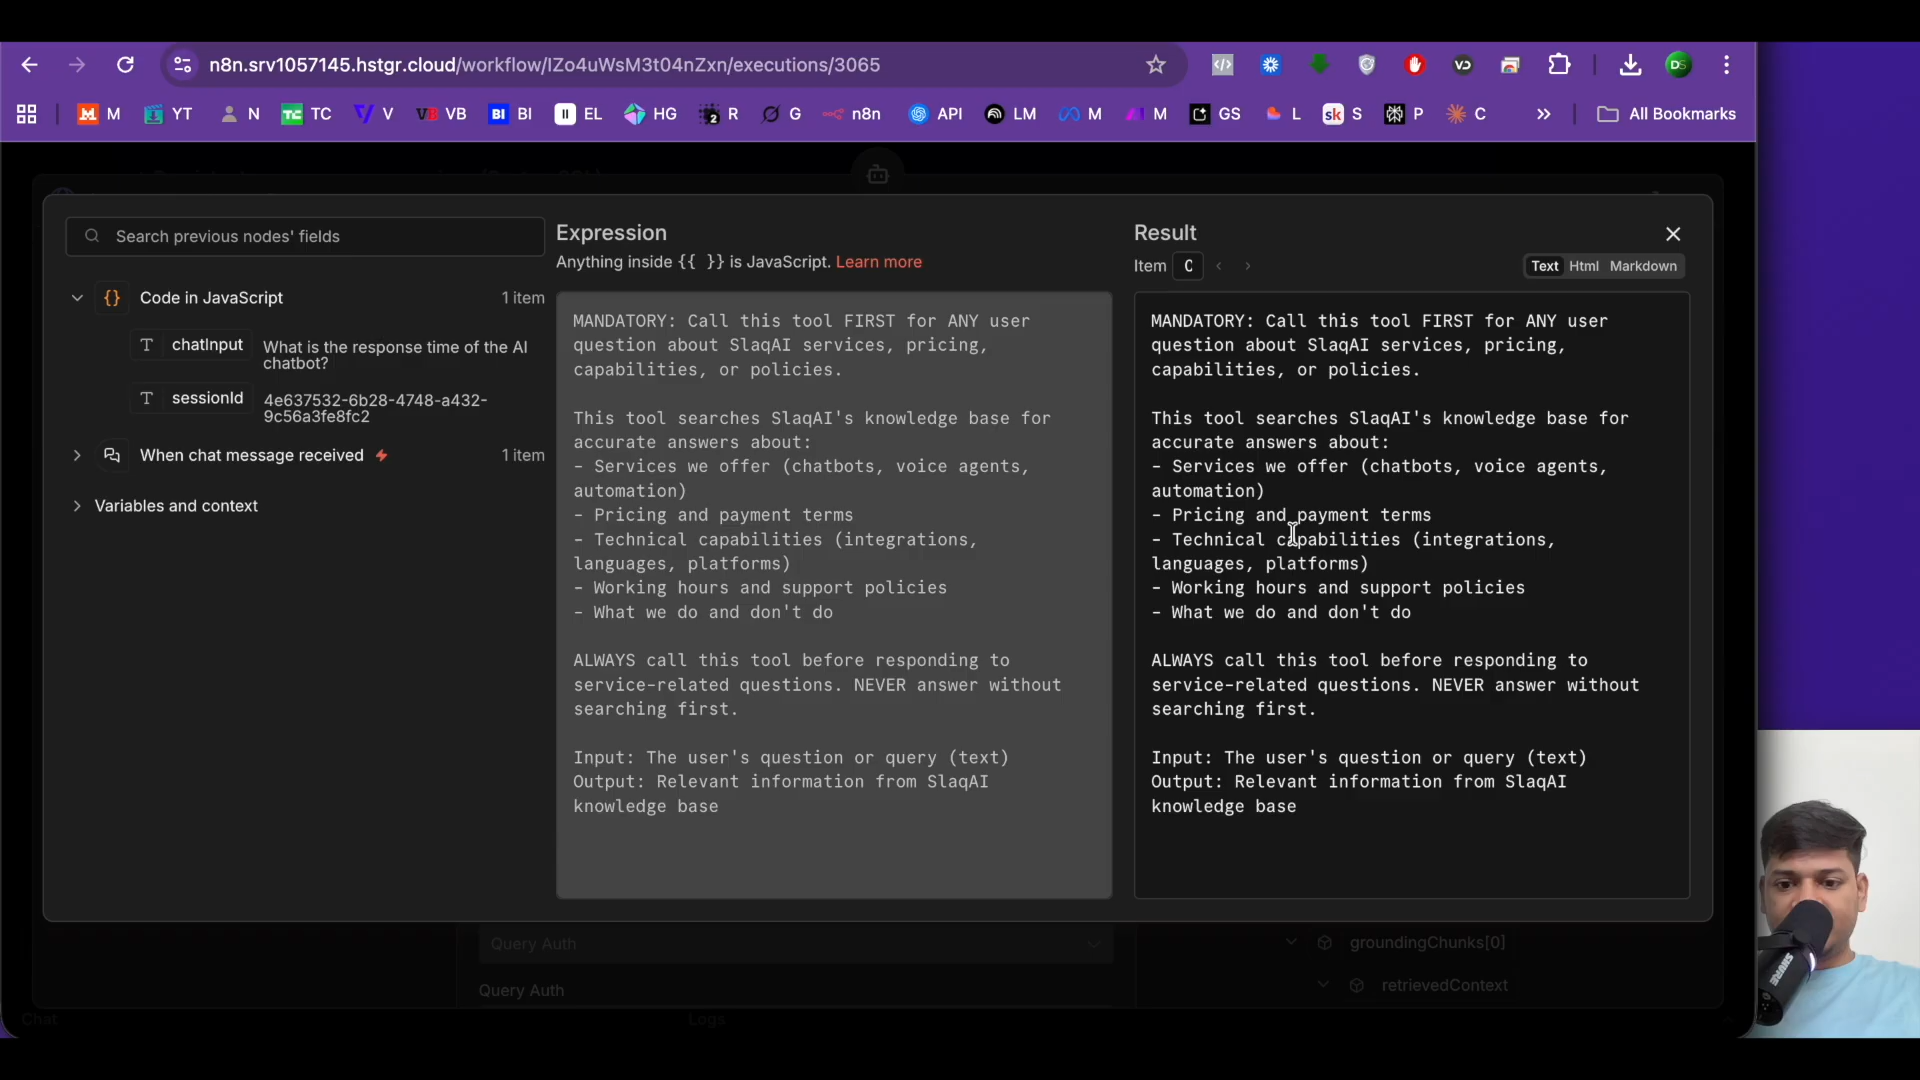 n8n.srv1057145.hstgr.cloud/workflow/IZo4uWsM3t04nZxn/executions/3065
M YT N TC V VB BI EL HG R G n8n API LM M M GS L S P C » All Bookmarks
Search previous nodes' fields
Code in JavaScript 1 item
chatInput What is the response time of the AI
chatbot?
sessionId 4e637532-6b28-4748-a432-
9c56a3fe8fc2
When chat message received 1 item
Variables and context
Expression
Anything inside {{ }} is JavaScript. Learn more
MANDATORY: Call this tool FIRST for ANY user
question about SlaqAI services, pricing,
capabilities, or policies.
This tool searches SlaqAI's knowledge base for
accurate answers about:
- Services we offer (chatbots, voice agents,
automation)
- Pricing and payment terms
- Technical capabilities (integrations,
languages, platforms)
- Working hours and support policies
- What we do and don't do
ALWAYS call this tool before responding to
service-related questions. NEVER answer without
searching first.
Input: The user's question or query (text)
Output: Relevant information from SlaqAI
knowledge base
Result
Item 0
Text Html Markdown
MANDATORY: Call this tool FIRST for ANY user
question about SlaqAI services, pricing,
capabilities, or policies.
This tool searches SlaqAI's knowledge base for
accurate answers about:
- Services we offer (chatbots, voice agents,
automation)
- Pricing and payment terms
- Technical capabilities (integrations,
languages, platforms)
- Working hours and support policies
- What we do and don't do
ALWAYS call this tool before responding to
service-related questions. NEVER answer without
searching first.
Input: The user's question or query (text)
Output: Relevant information from SlaqAI
knowledge base
Query Auth
Query Auth
groundingChunks[0]
retrievedContext
Chat
Logs
SHURE